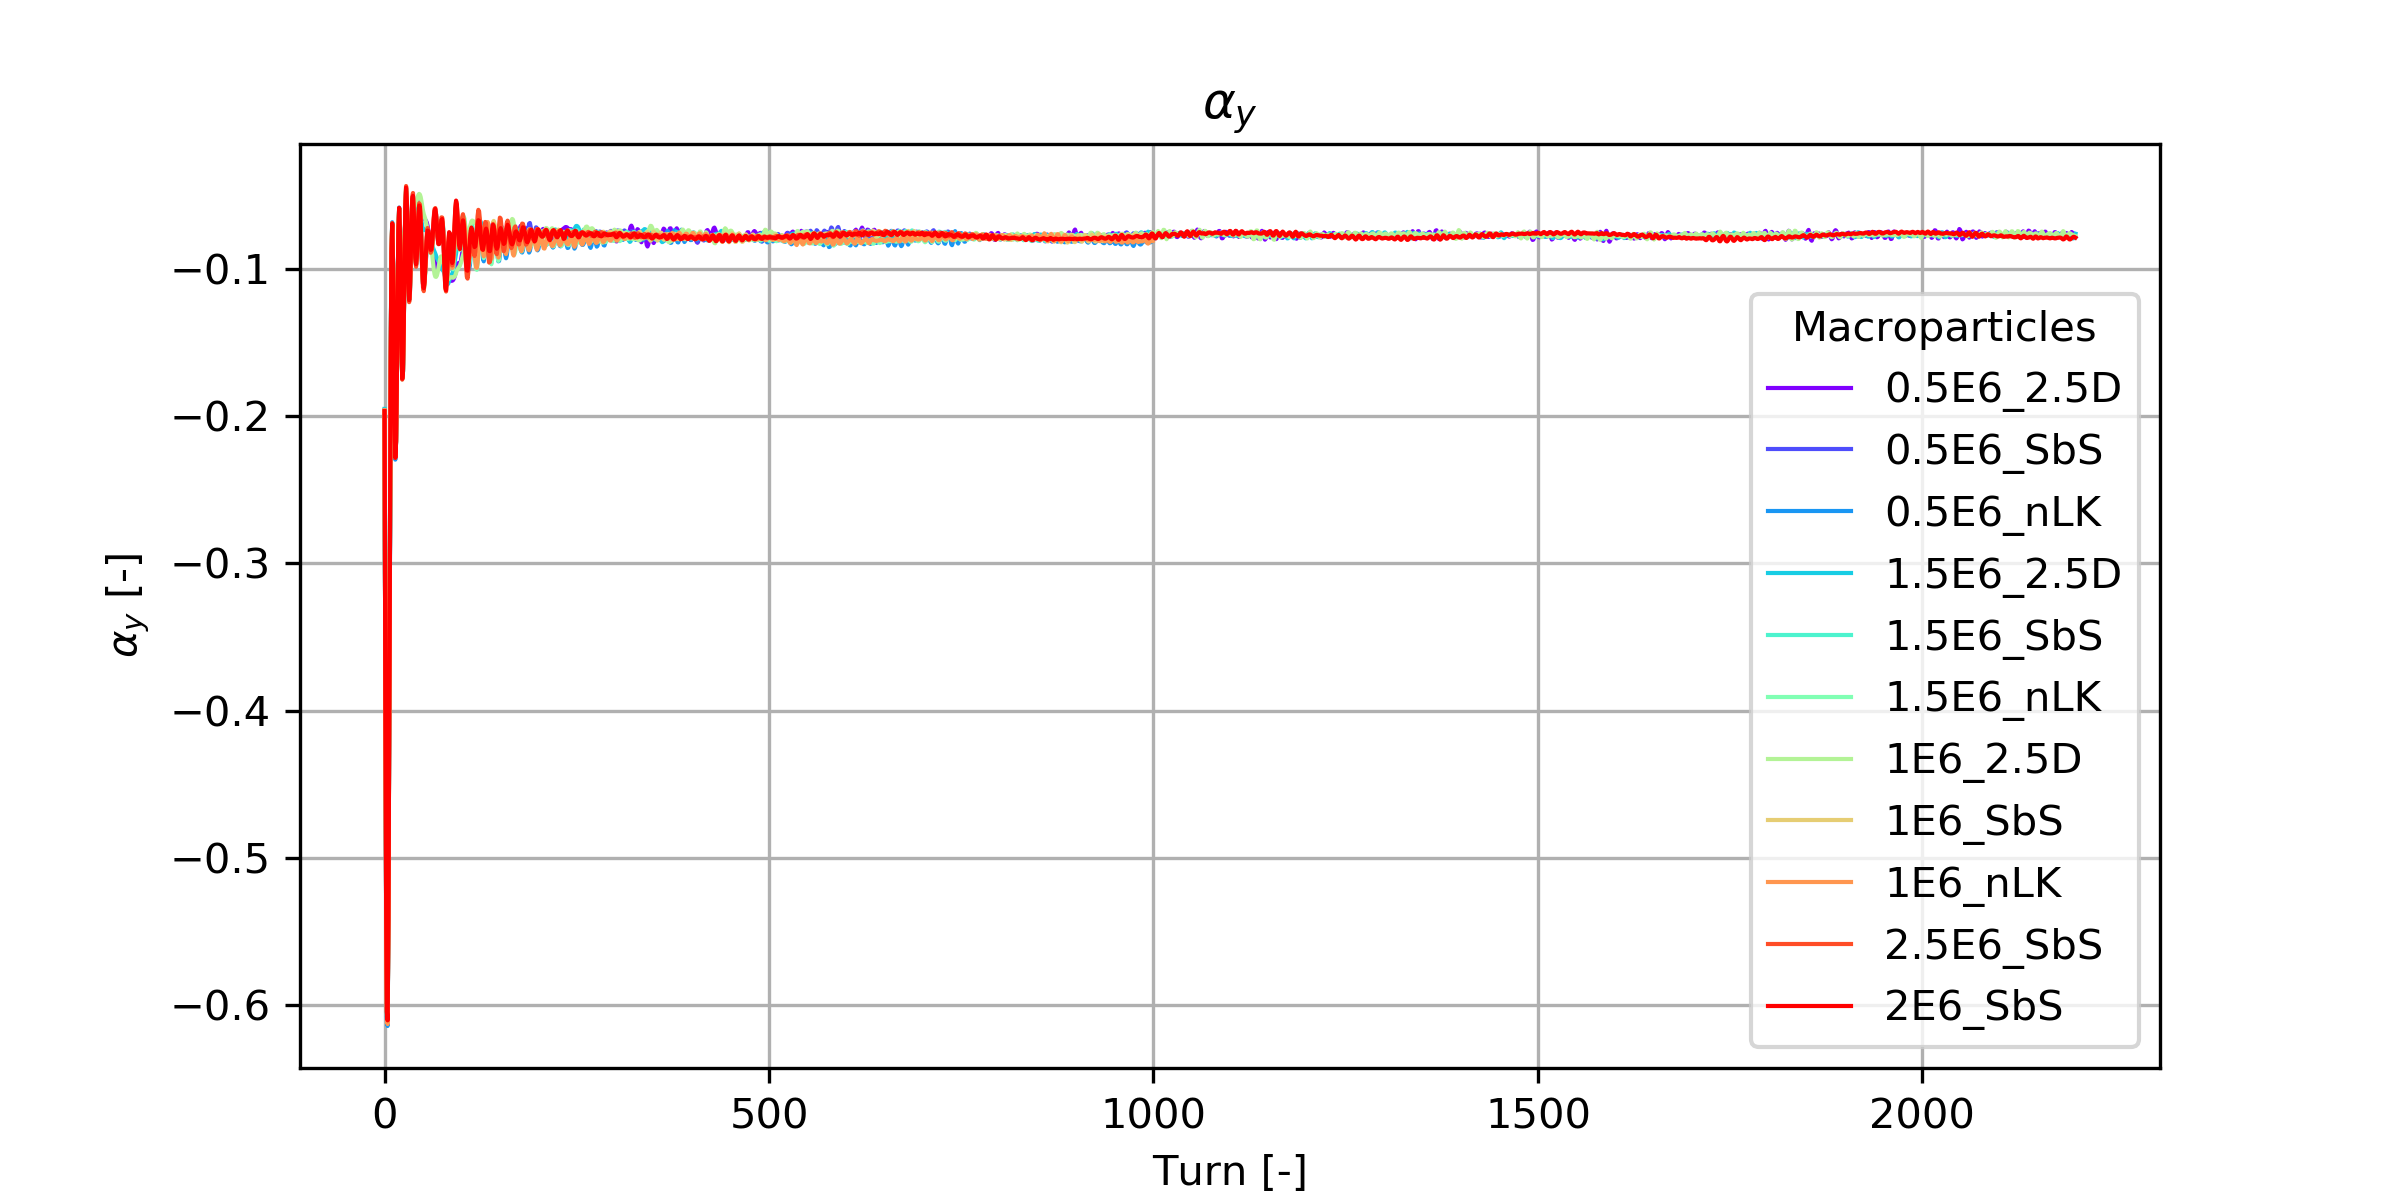 α_y
α_y [-]
−0.1
−0.2
−0.3
−0.4
−0.5
−0.6
0 500 1000 1500 2000
Turn [-]
Macroparticles
0.5E6_2.5D
0.5E6_SbS
0.5E6_nLK
1.5E6_2.5D
1.5E6_SbS
1.5E6_nLK
1E6_2.5D
1E6_SbS
1E6_nLK
2.5E6_SbS
2E6_SbS